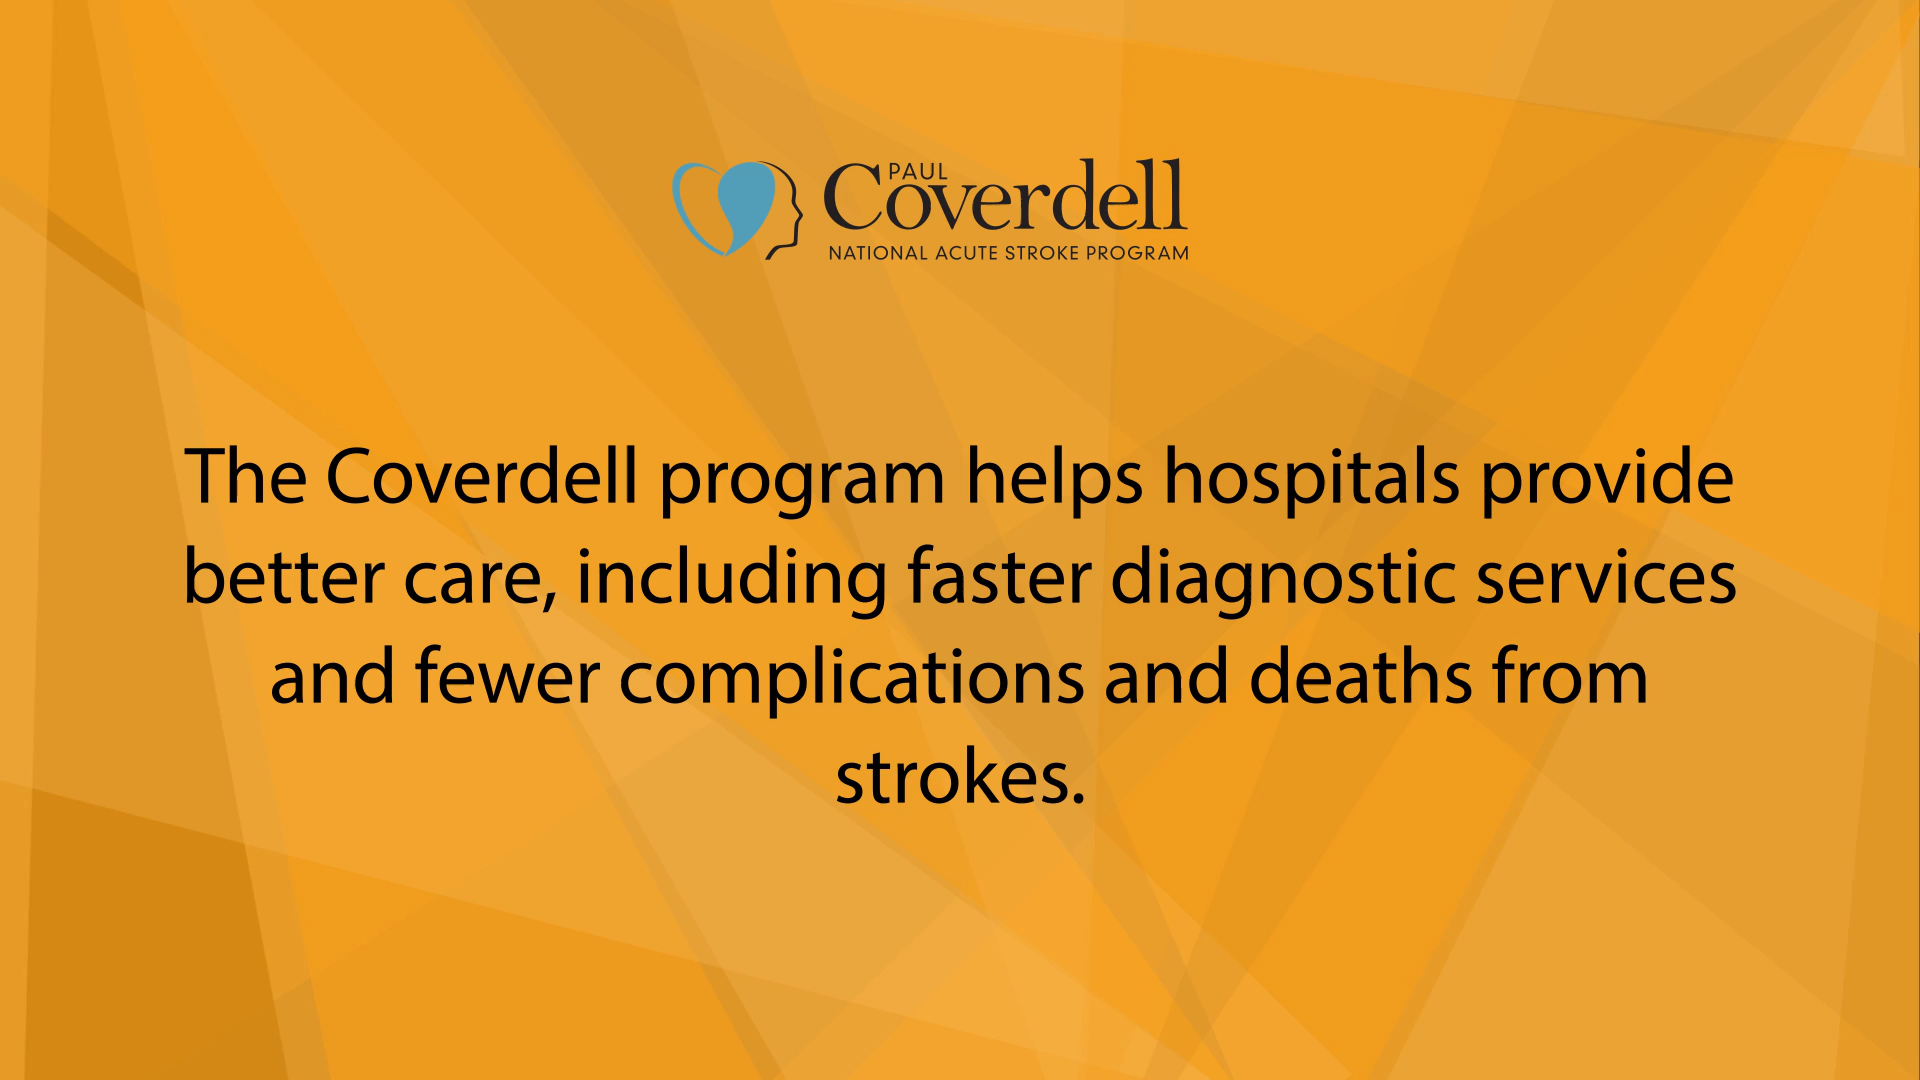 PAUL
Coverdell
NATIONAL ACUTE STROKE PROGRAM
The Coverdell program helps hospitals provide
better care, including faster diagnostic services
and fewer complications and deaths from
strokes.